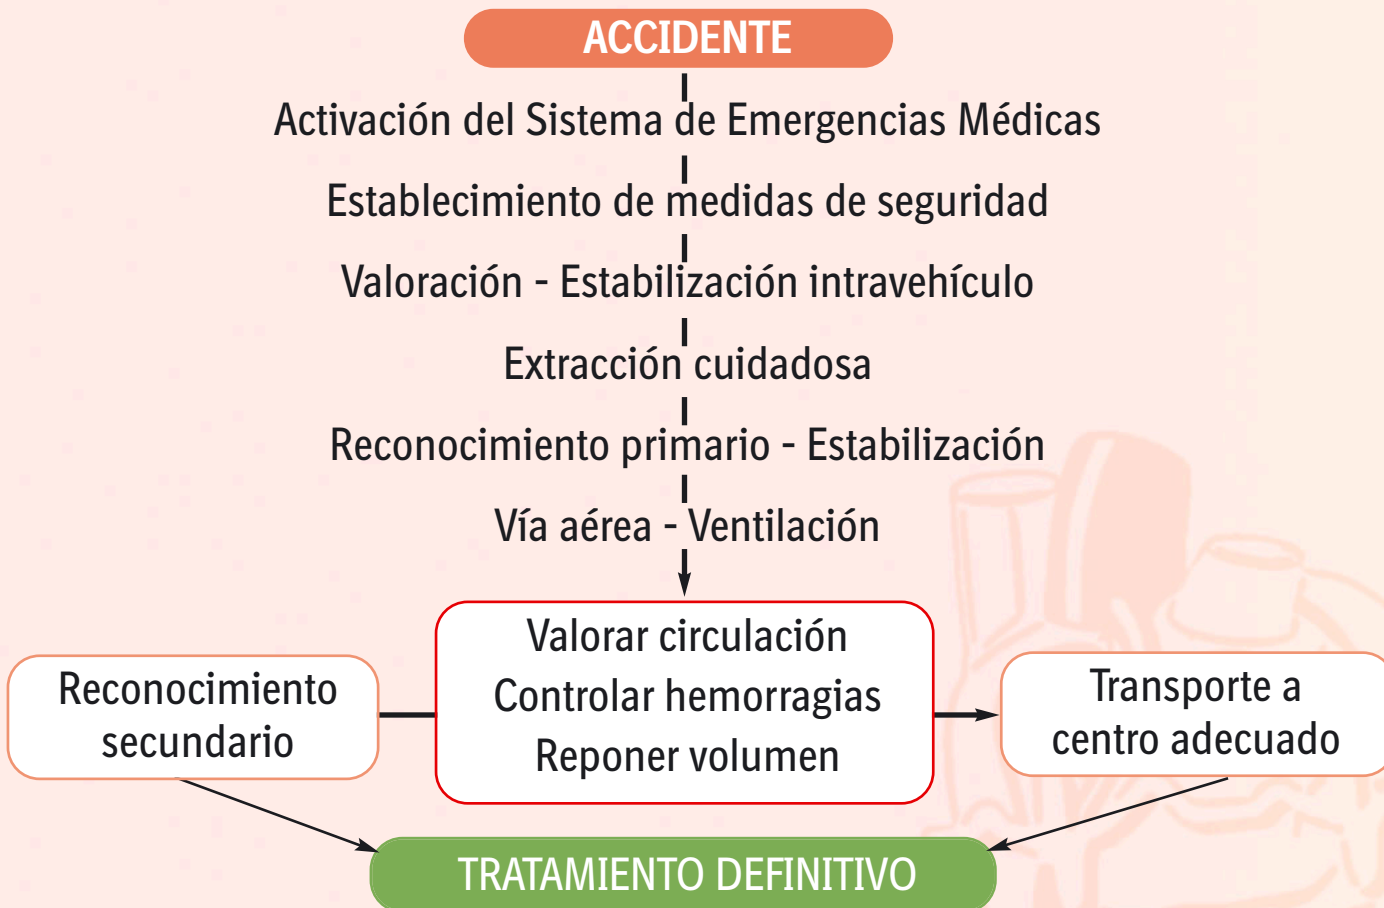 ACCIDENTE
Activación del Sistema de Emergencias Médicas
Establecimiento de medidas de seguridad
Valoración - Estabilización intravehículo
Extracción cuidadosa
Reconocimiento primario - Estabilización
Vía aérea - Ventilación
Valorar circulación
Controlar hemorragias
Reponer volumen
Reconocimiento
secundario
Transporte a
centro adecuado
TRATAMIENTO DEFINITIVO